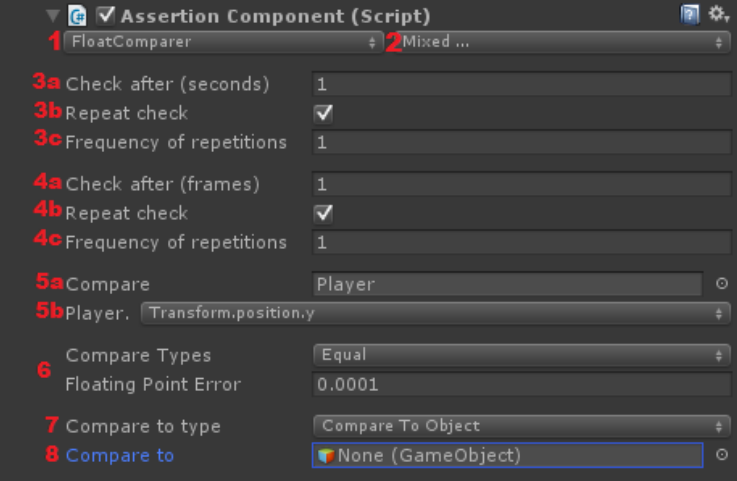 Assertion Component (Script)
1 FloatComparer 2 Mixed ...
3a Check after (seconds) 1
3b Repeat check
3c Frequency of repetitions 1
4a Check after (frames) 1
4b Repeat check
4c Frequency of repetitions 1
5a Compare Player
5b Player. Transform.position.y
6 Compare Types Equal
Floating Point Error 0.0001
7 Compare to type Compare To Object
8 Compare to None (GameObject)